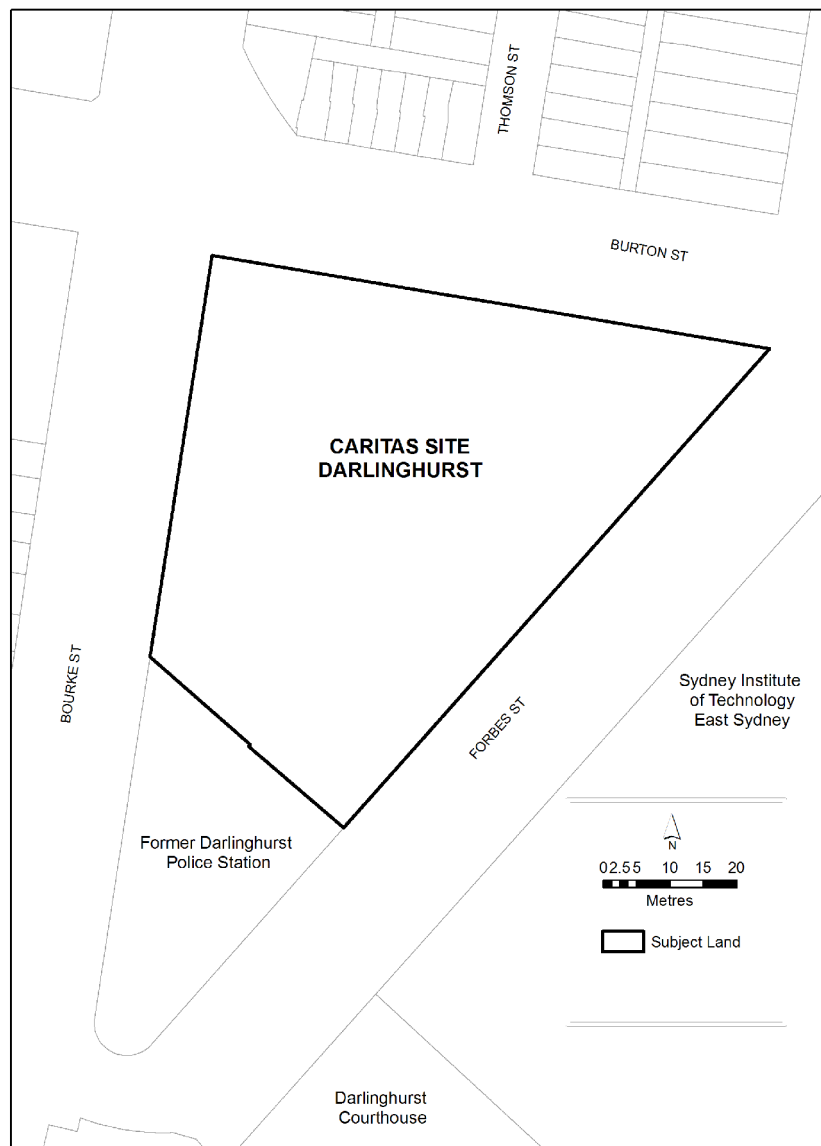 THOMSON ST
BURTON ST
CARITAS SITE
DARLINGHURST
BOURKE ST
FORBES ST
Sydney Institute
of Technology
East Sydney
Former Darlinghurst
Police Station
N
0 2.5 5 10 15 20
Metres
Subject Land
Darlinghurst
Courthouse